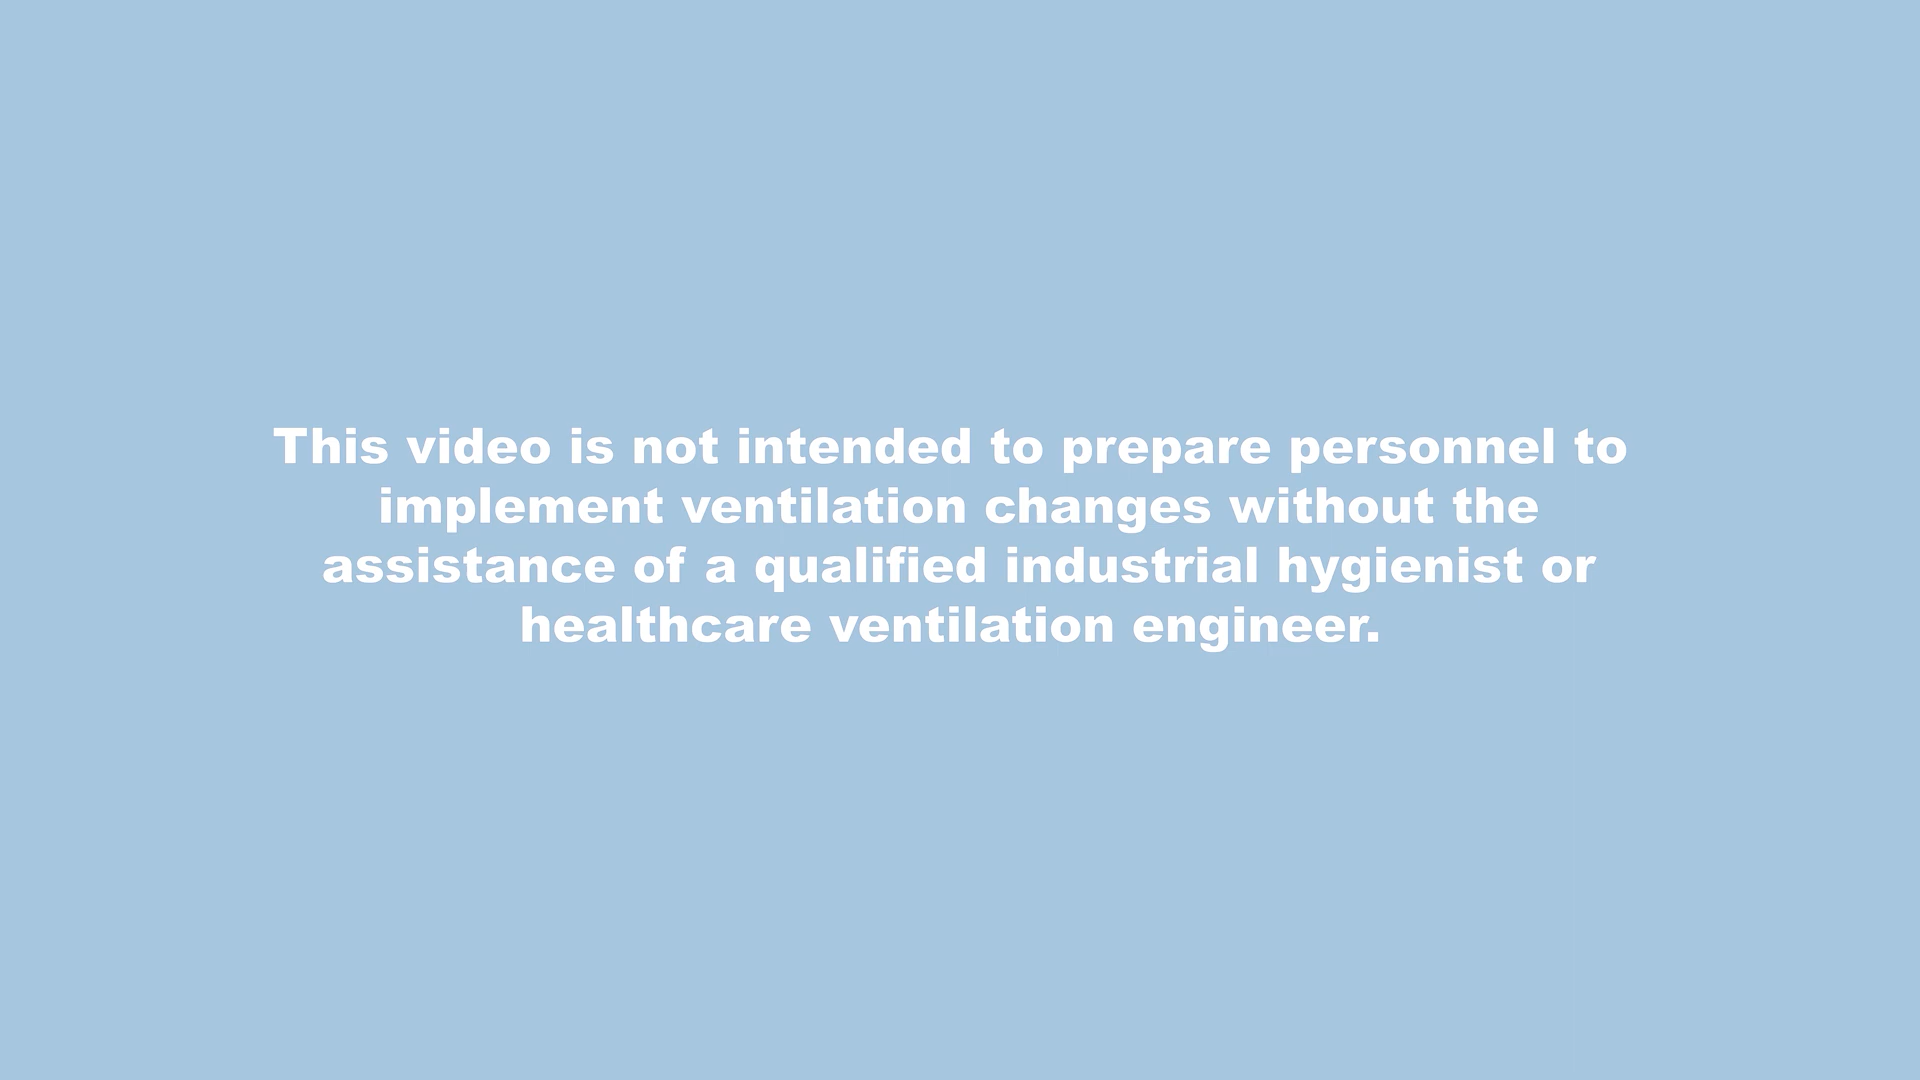 This video is not intended to prepare personnel to
implement ventilation changes without the
assistance of a qualified industrial hygienist or
healthcare ventilation engineer.